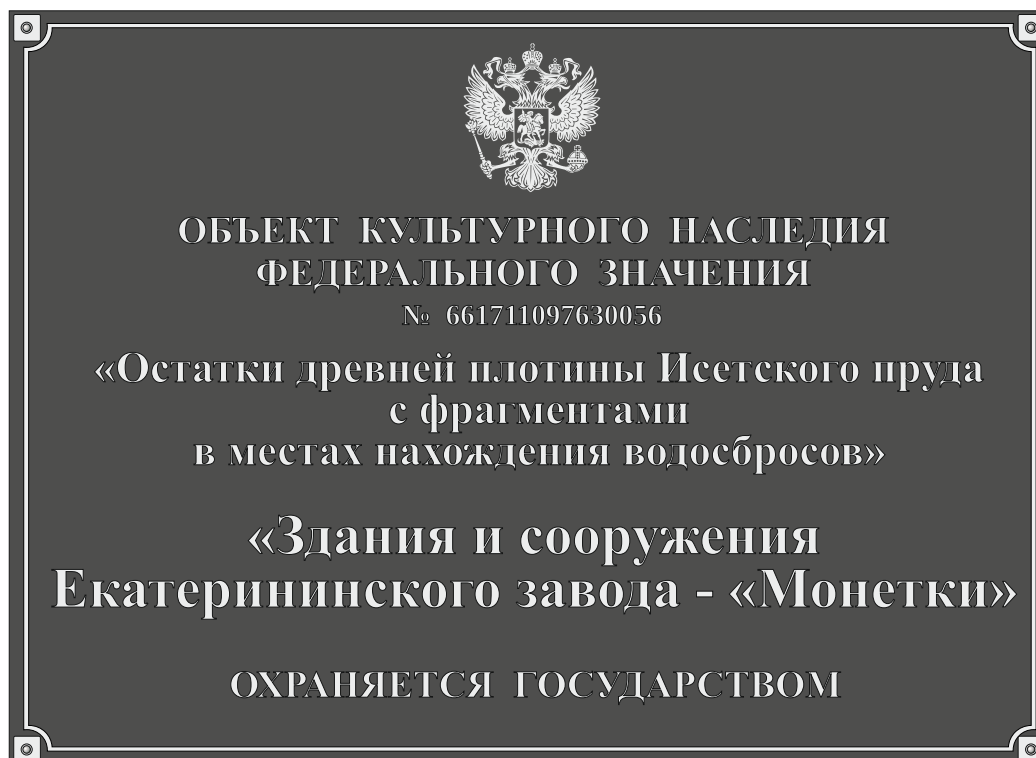 ОБЪЕКТ КУЛЬТУРНОГО НАСЛЕДИЯ
ФЕДЕРАЛЬНОГО ЗНАЧЕНИЯ
№ 661711097630056
«Остатки древней плотины Исетского пруда
с фрагментами
в местах нахождения водосбросов»
«Здания и сооружения
Екатерининского завода - «Монетки»
ОХРАНЯЕТСЯ ГОСУДАРСТВОМ